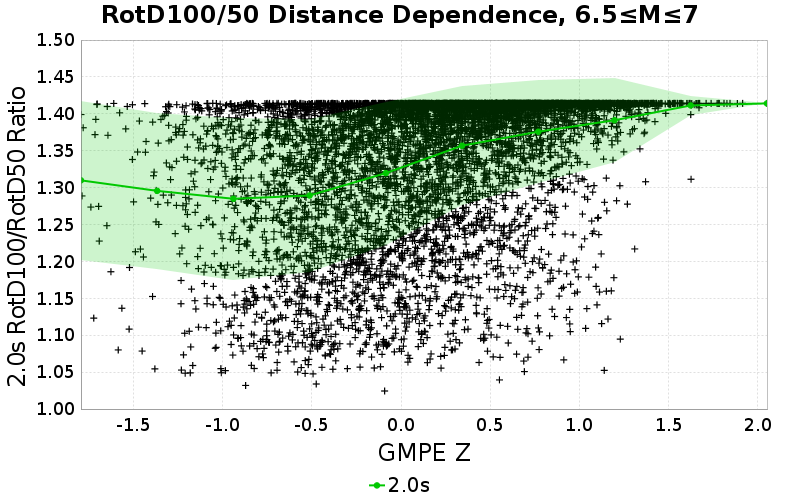 RotD100/50 Distance Dependence, 6.5≤M≤7
2.0s RotD100/RotD50 Ratio
1.50
1.45
1.40
1.35
1.30
1.25
1.20
1.15
1.10
1.05
1.00
-1.5 -1.0 -0.5 0.0 0.5 1.0 1.5 2.0
GMPE Z
2.0s